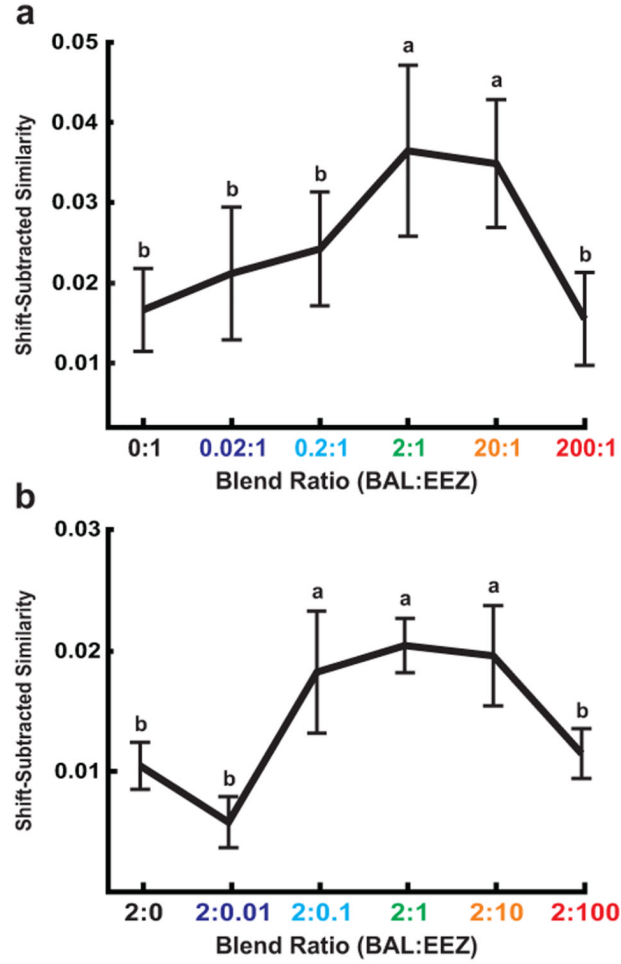 a
0.05
0.04
0.03
0.02
0.01
Shift-Subtracted Similarity
b
b
b
a
a
b
0:1 0.02:1 0.2:1 2:1 20:1 200:1
Blend Ratio (BAL:EEZ)
b
0.03
0.02
0.01
Shift-Subtracted Similarity
b
b
a
a
a
b
2:0 2:0.01 2:0.1 2:1 2:10 2:100
Blend Ratio (BAL:EEZ)